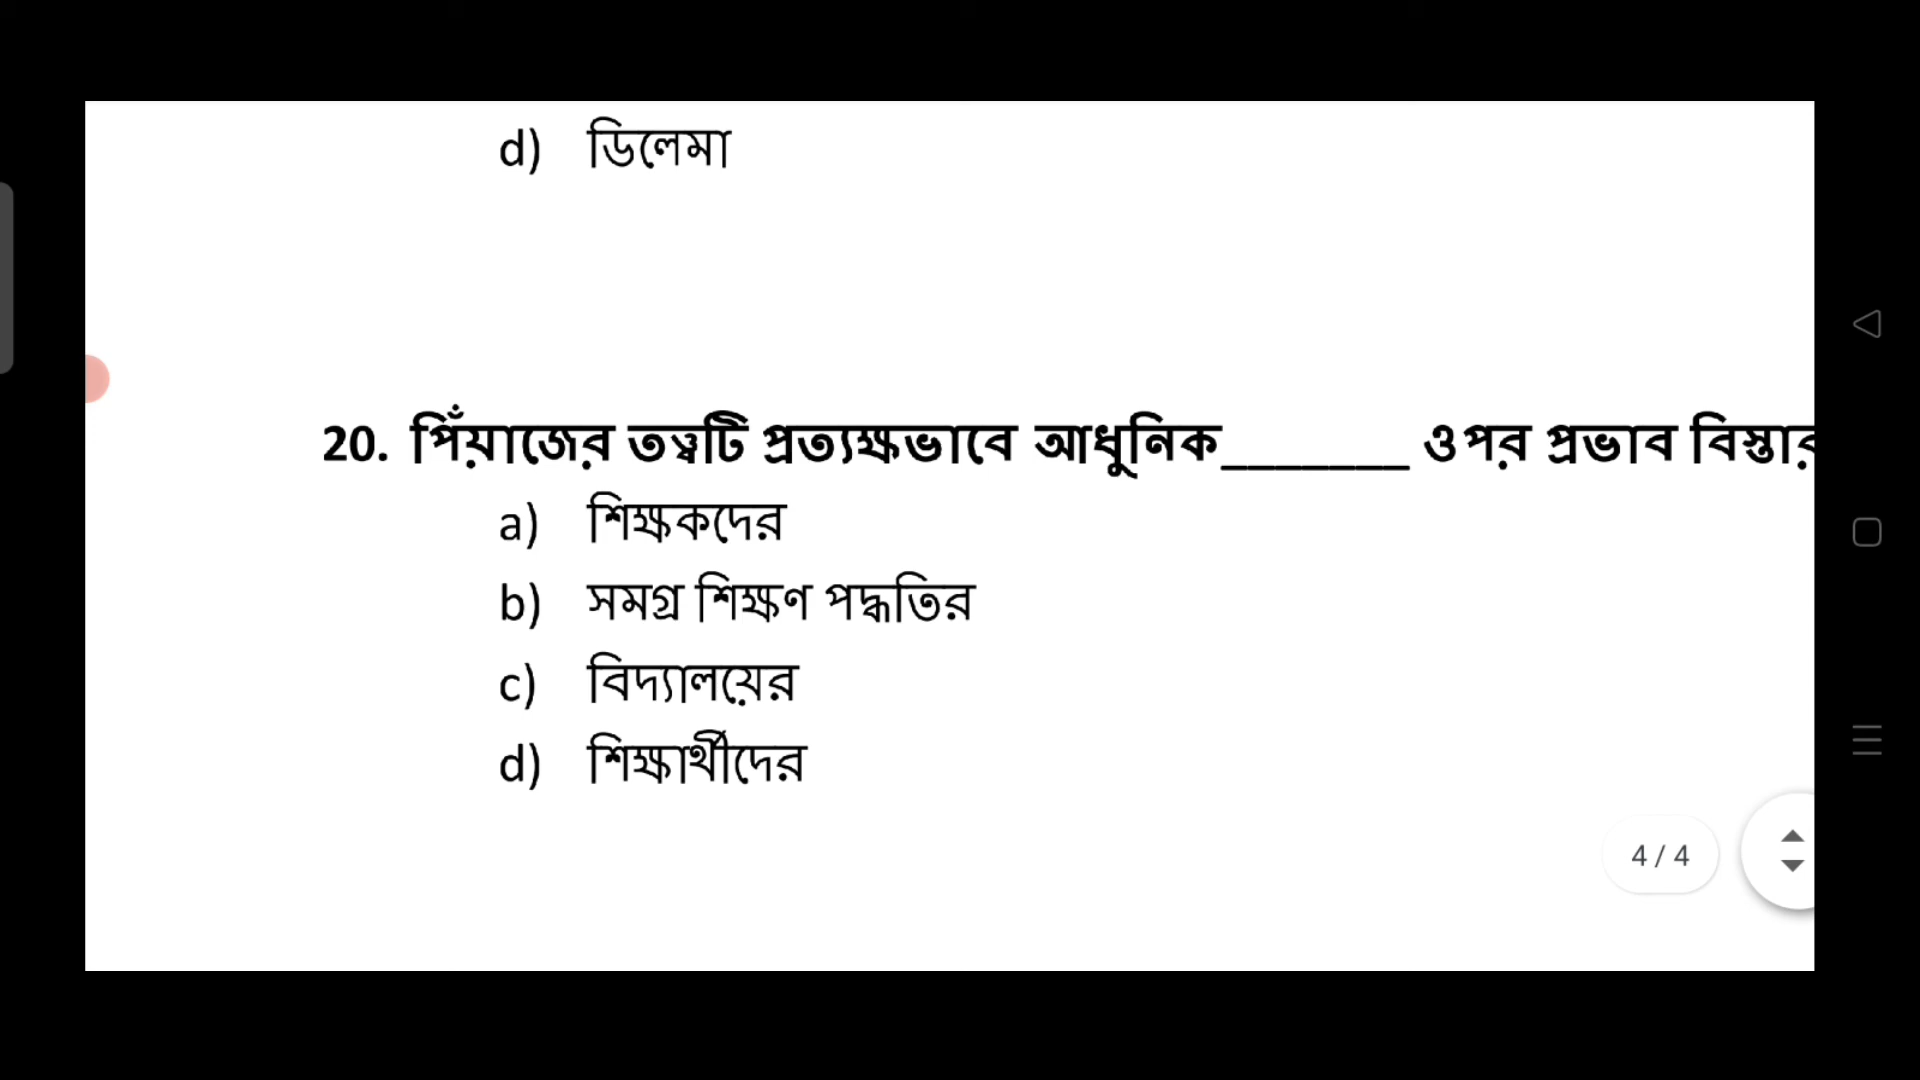 d) ডিলেমা
20. পিঁয়াজের তত্ত্বটি প্রত্যক্ষভাবে আধুনিক_______ ওপর প্রভাব বিস্তার
a) শিক্ষকদের
b) সমগ্র শিক্ষণ পদ্ধতির
c) বিদ্যালয়ের
d) শিক্ষার্থীদের
4 / 4